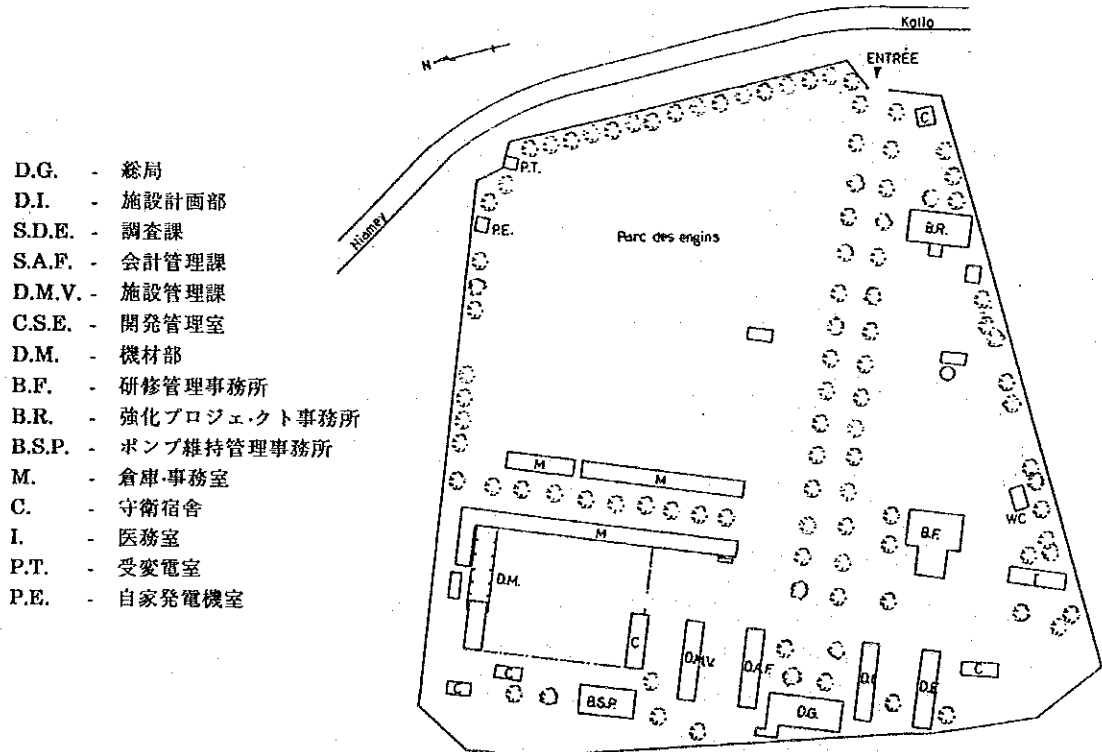 D.G. - 総局
D.I. - 施設計画部
S.D.E. - 調査課
S.A.F. - 会計管理課
D.M.V. - 施設管理課
C.S.E. - 開発管理室
D.M. - 機材部
B.F. - 研修管理事務所
B.R. - 強化プロジェ·クト事務所
B.S.P. - ポンプ維持管理事務所
M. - 倉庫·事務室
C. - 守衛宿舎
I. - 医務室
P.T. - 受変電室
P.E. - 自家発電機室
Kollo
N
ENTRÉE
C
P.T.
Niamey
P.E.
Parc des engins
B.R.
M
M
WC
M
B.F.
D.M.
I
C
D.M.V.
D.A.F.
D.I
D.E
C
C
C
B.S.P.
D.G.